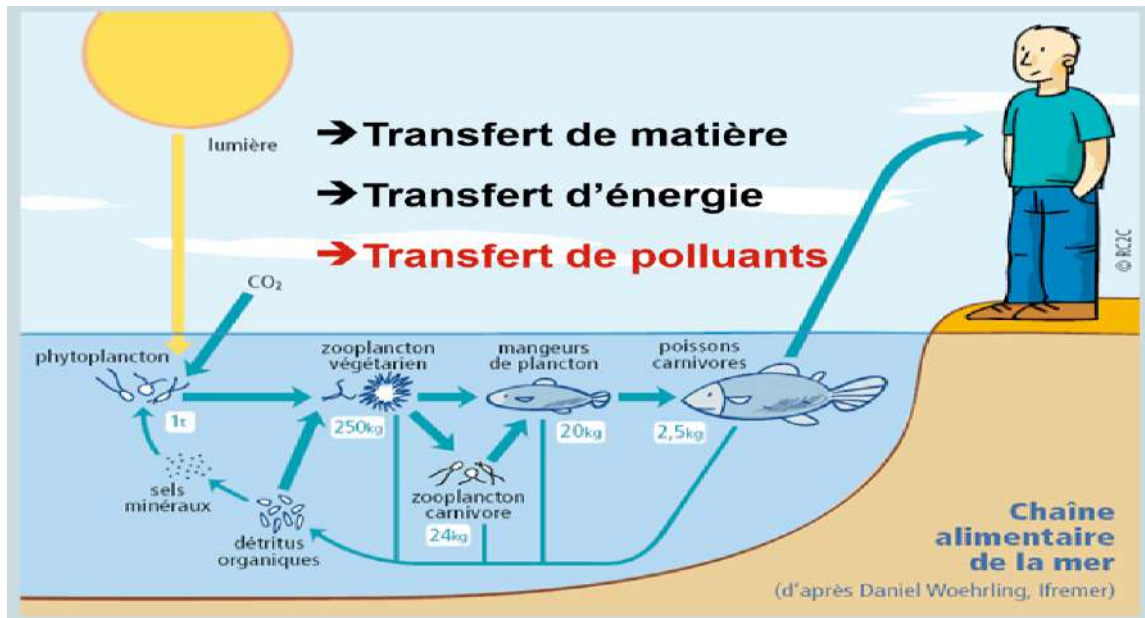 lumière
➔ Transfert de matière
➔ Transfert d'énergie
➔ Transfert de polluants
© RC2C
CO₂
phytoplancton
zooplancton
végétarien
mangeurs
de plancton
poissons
carnivores
1t
250kg
20kg
2,5kg
sels
minéraux
zooplancton
carnivore
24kg
détritus
organiques
Chaîne
alimentaire
de la mer
(d'après Daniel Woehrling, Ifremer)